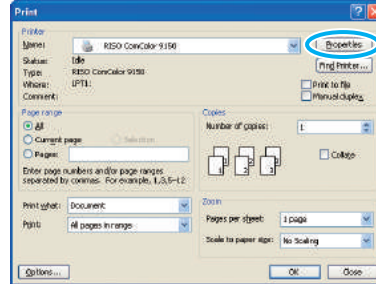 Print
Printer
Name: RISO ComColor 9150 Properties
Status: Idle Find Printer...
Type: RISO ComColor 9150
Where: LPT1: Print to file
Comment: Manual duplex
Page range
All
Current page Selection
Pages:
Enter page numbers and/or page ranges
separated by commas. For example, 1,3,5-12
Copies
Number of copies: 1
Collate
Print what: Document
Print: All pages in range
Zoom
Pages per sheet: 1 page
Scale to paper size: No Scaling
Options... OK Close